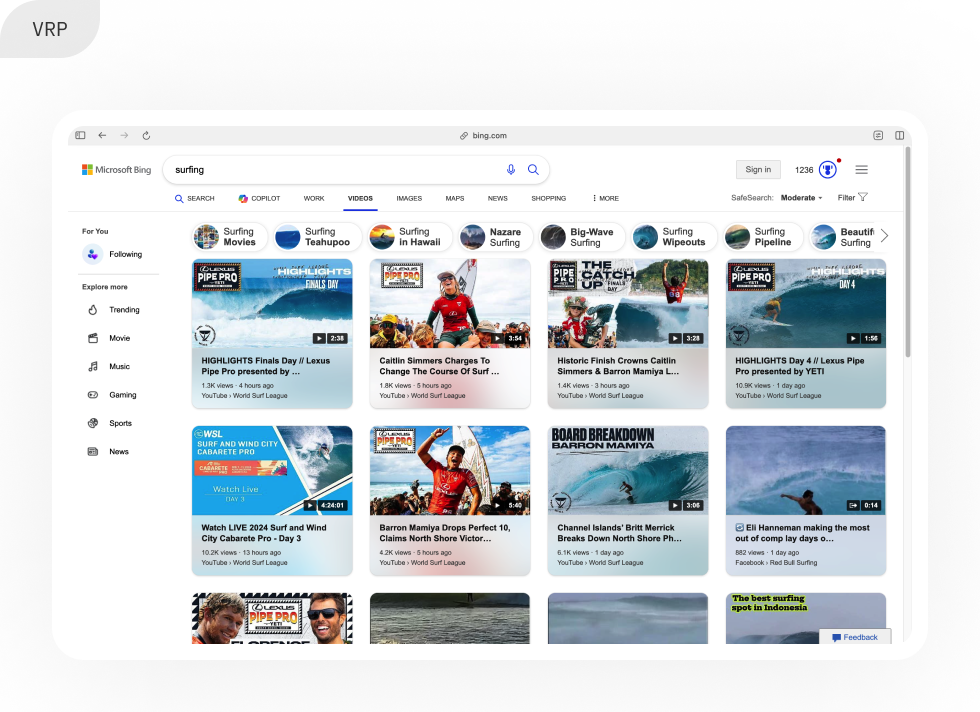 VRP
bing.com
Microsoft Bing
surfing
Sign in
1236
SEARCH
COPILOT
WORK
VIDEOS
IMAGES
MAPS
NEWS
SHOPPING
MORE
SafeSearch: Moderate
Filter
For You
Following
Explore more
Trending
Movie
Music
Gaming
Sports
News
Surfing
Movies
Surfing
Teahupoo
Surfing
in Hawaii
Nazare
Surfing
Big-Wave
Surfing
Surfing
Wipeouts
Surfing
Pipeline
Beautif
Surfing
LEXUS
PIPE PRO
YETI
HIGHLIGHTS
FINALS DAY
2:38
HIGHLIGHTS Finals Day // Lexus
Pipe Pro presented by ...
1.3K views · 4 hours ago
YouTube › World Surf League
LEXUS
PIPE PRO
YETI
3:54
Caitlin Simmers Charges To
Change The Course Of Surf ...
1.8K views · 5 hours ago
YouTube › World Surf League
PIPE
PRO
THE
CATCH
UP
FINALS
DAY
3:28
Historic Finish Crowns Caitlin
Simmers & Barron Mamiya L...
1.4K views · 3 hours ago
YouTube › World Surf League
LEXUS
PIPE PRO
YETI
HIGHLIGHTS
DAY 4
1:56
HIGHLIGHTS Day 4 // Lexus Pipe
Pro presented by YETI
10.9K views · 1 day ago
YouTube › World Surf League
WSL
SURF AND WIND CITY
CABARETE PRO
CABARETE
Watch Live
DAY 3
4:24:01
Watch LIVE 2024 Surf and Wind
City Cabarete Pro - Day 3
10.2K views · 13 hours ago
YouTube › World Surf League
LEXUS
PIPE PRO
YETI
5:40
Barron Mamiya Drops Perfect 10,
Claims North Shore Victor...
4.2K views · 5 hours ago
YouTube › World Surf League
BOARD BREAKDOWN
BARRON MAMIYA
3:06
Channel Islands' Britt Merrick
Breaks Down North Shore Ph...
6.1K views · 1 day ago
YouTube › World Surf League
0:14
Eli Hanneman making the most
out of comp lay days o...
882 views · 1 day ago
Facebook › Red Bull Surfing
LEXUS
PIPE PRO
YETI
FLORENCE
The best surfing
spot in Indonesia
Feedback